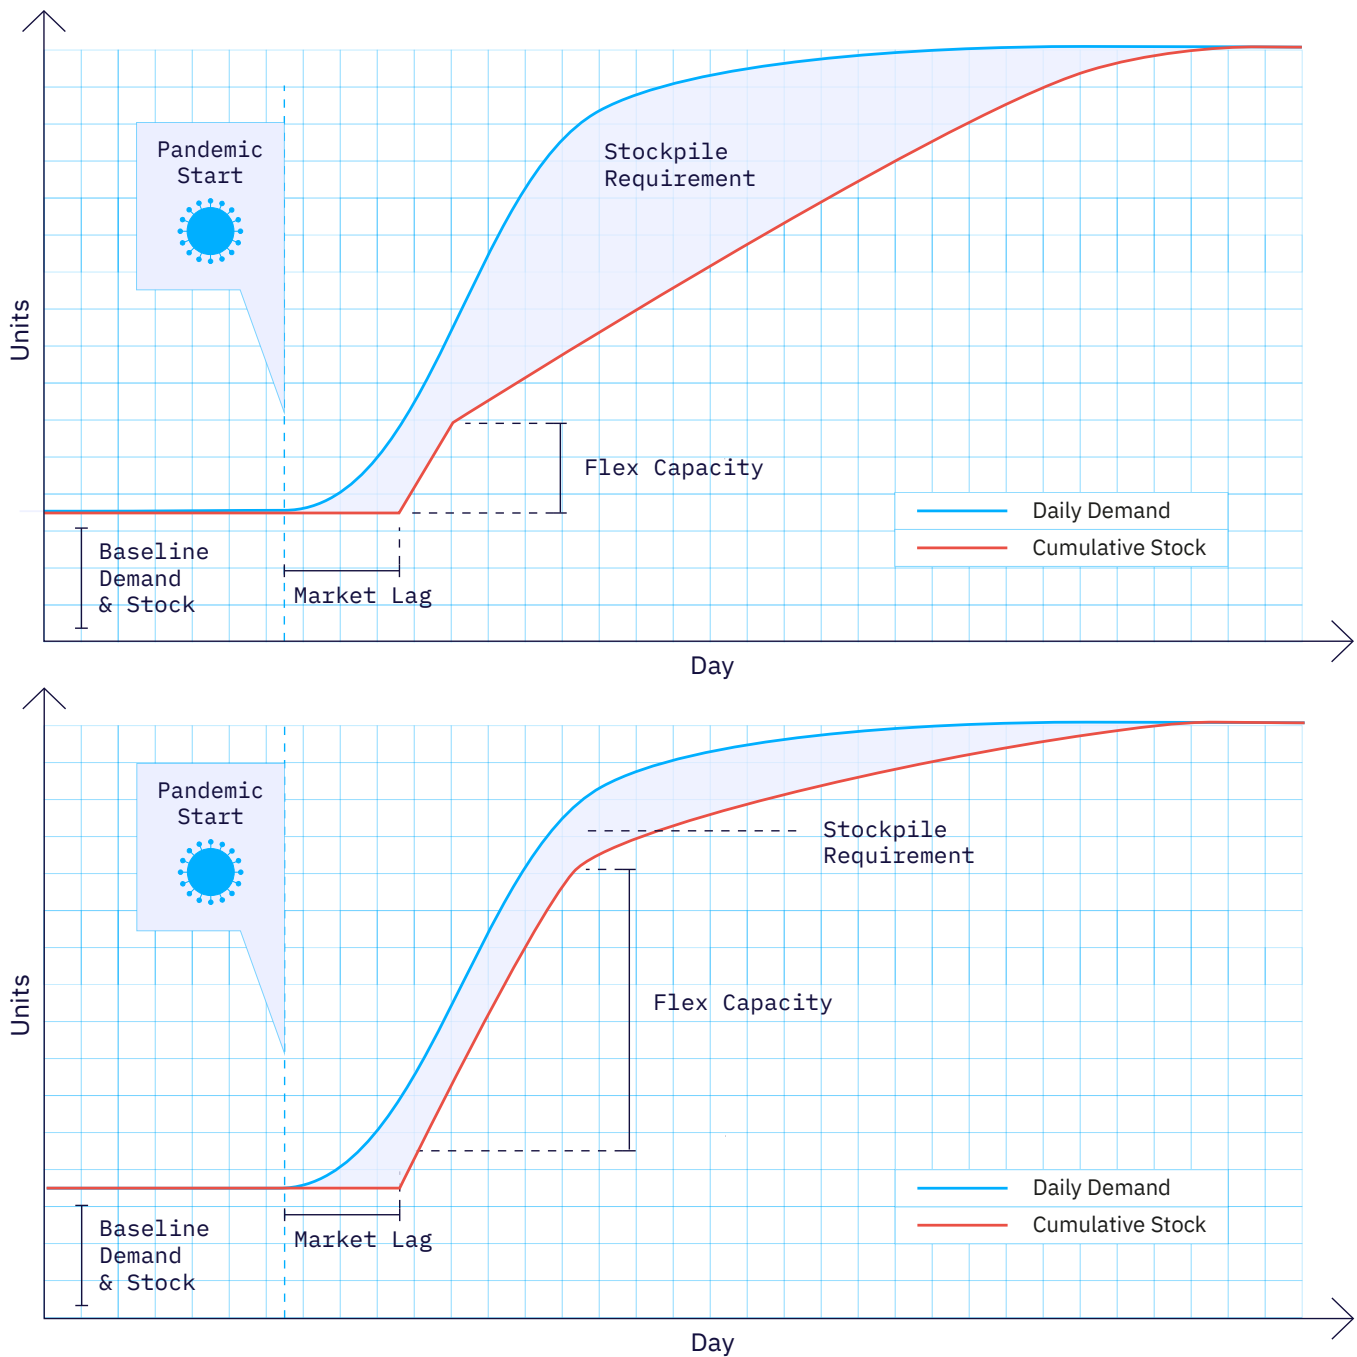 Pandemic
Start
Stockpile
Requirement
Units
Flex Capacity
Daily Demand
Cumulative Stock
Baseline
Demand
& Stock
Market Lag
Day
Pandemic
Start
Stockpile
Requirement
Units
Flex Capacity
Daily Demand
Cumulative Stock
Baseline
Demand
& Stock
Market Lag
Day